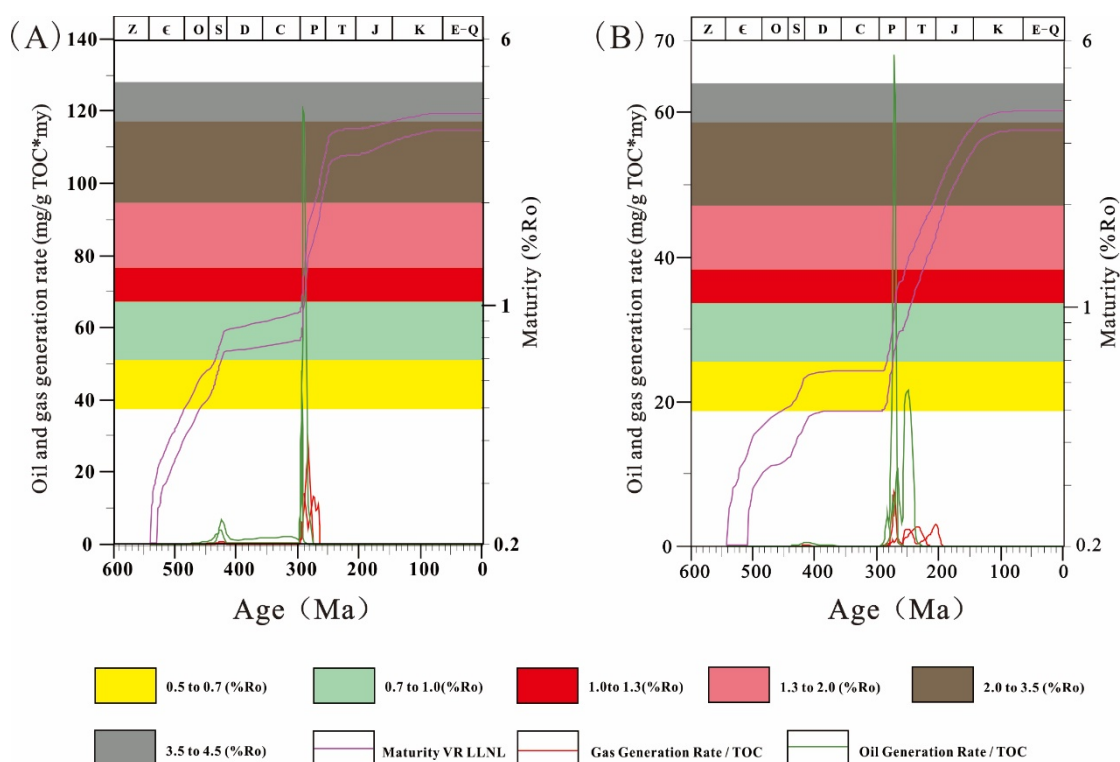 (A)
Z Є O S D C P T J K E-Q
140
120
100
80
60
40
20
0
Oil and gas generation rate (mg/g TOC*my)
6
1
0.2
Maturity (%Ro)
600 500 400 300 200 100 0
Age (Ma)
(B)
Z Є O S D C P T J K E-Q
70
60
40
20
0
Oil and gas generation rate (mg/g TOC*my)
6
1
0.2
Maturity (%Ro)
600 500 400 300 200 100 0
Age (Ma)
0.5 to 0.7 (%Ro) 0.7 to 1.0(%Ro) 1.0to 1.3(%Ro) 1.3 to 2.0 (%Ro) 2.0 to 3.5 (%Ro)
3.5 to 4.5 (%Ro) Maturity VR LLNL Gas Generation Rate / TOC Oil Generation Rate / TOC